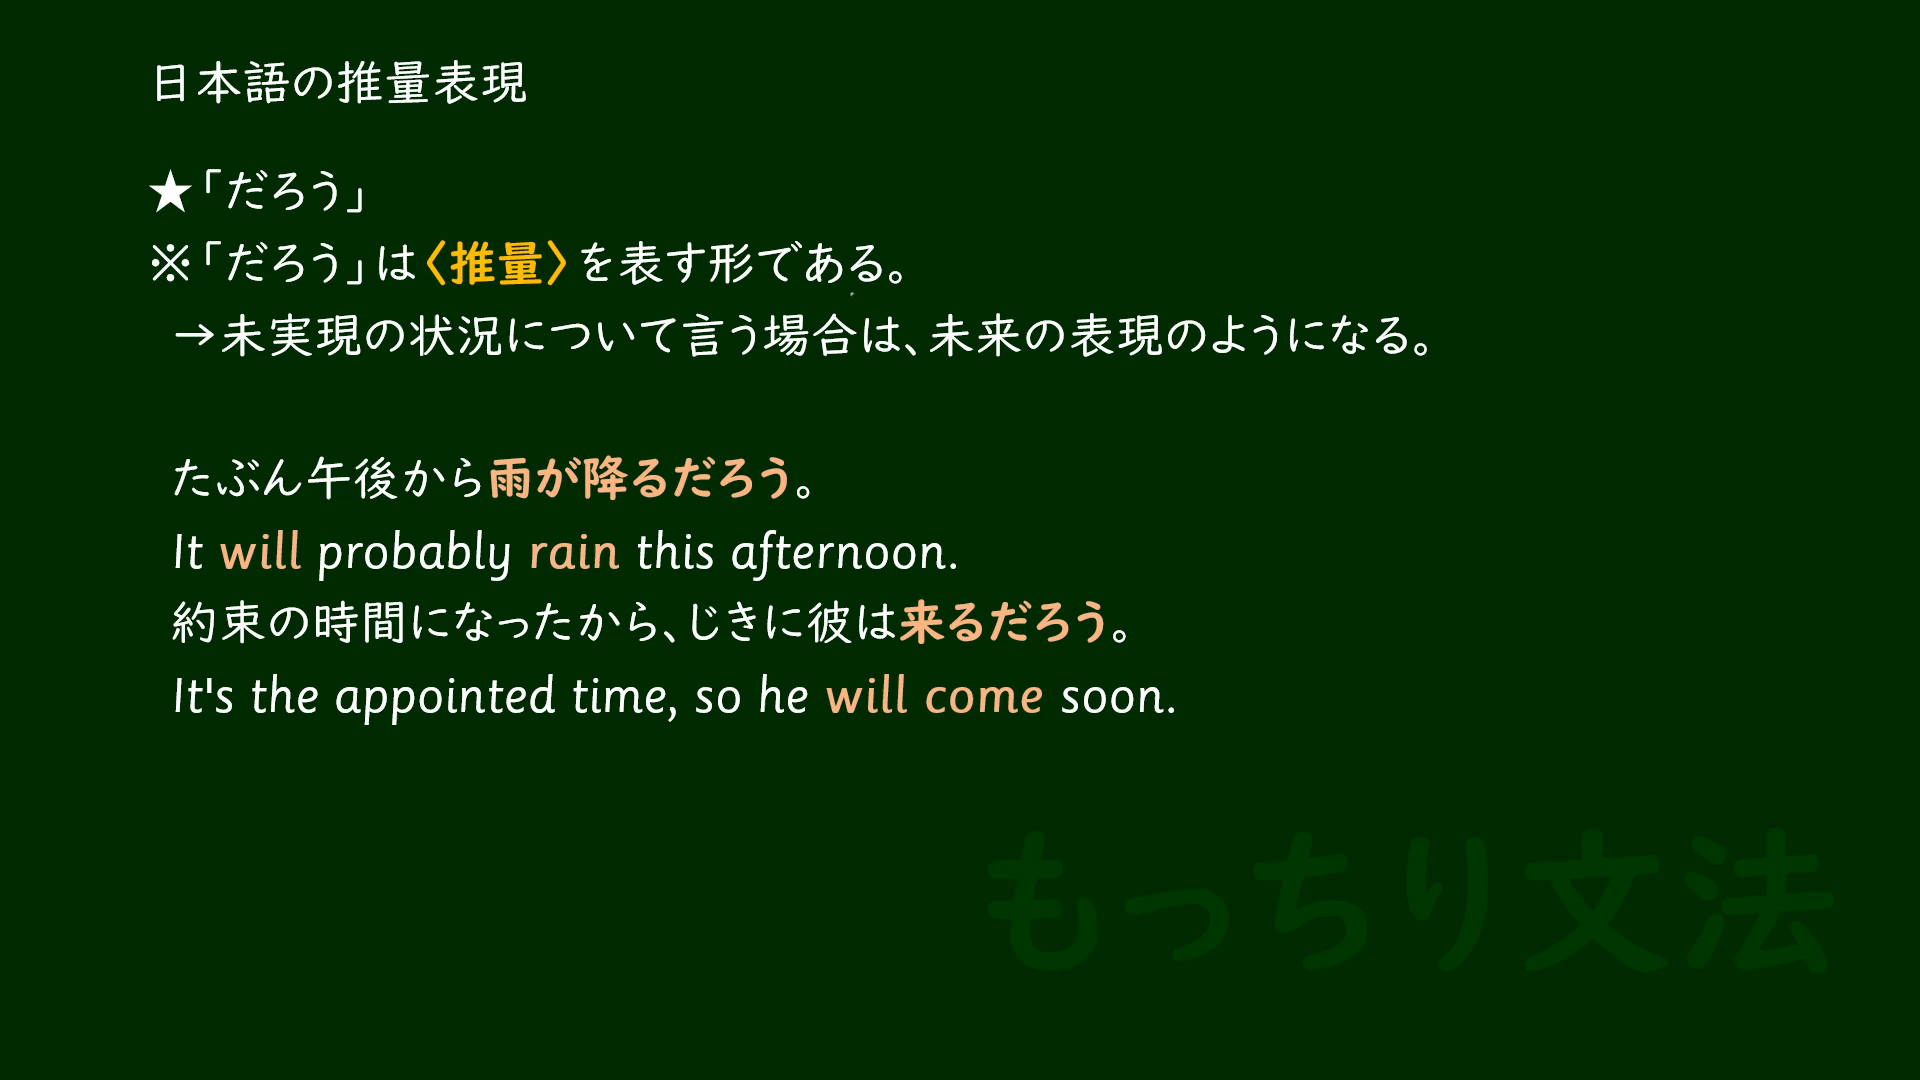 日本語の推量表現
★「だろう」
※「だろう」は〈推量〉を表す形である。
→未実現の状況について言う場合は、未来の表現のようになる。
たぶん午後から雨が降るだろう。
It will probably rain this afternoon.
約束の時間になったから、じきに彼は来るだろう。
It's the appointed time, so he will come soon.
もっちり文法